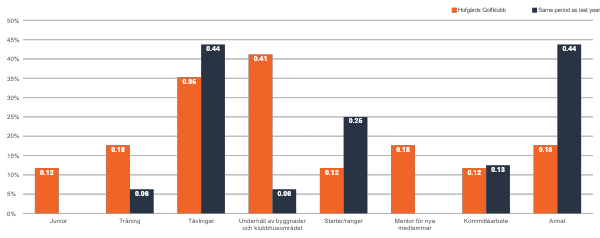 Hofgårds Golfklubb
Same period as last year
50%
45%
40%
35%
30%
25%
20%
15%
10%
5%
0%
0.12
0.18
0.06
0.35
0.44
0.41
0.06
0.12
0.25
0.18
0.12
0.13
0.18
0.44
Junior
Träning
Tävlingar
Underhåll av byggnader
och klubbhusområdet
Starter/ranger
Mentor för nya
medlemmar
Kommittéarbeta
Annat